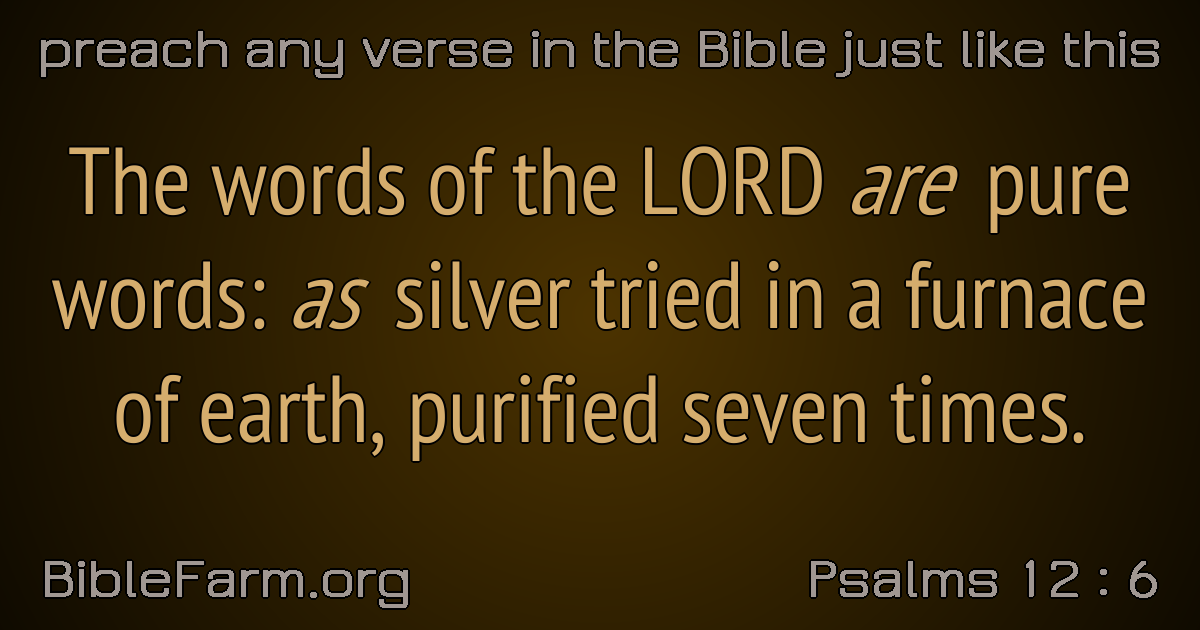 preach any verse in the Bible just like this
The words of the LORD are pure
words: as silver tried in a furnace
of earth, purified seven times.
BibleFarm.org
Psalms 12 : 6